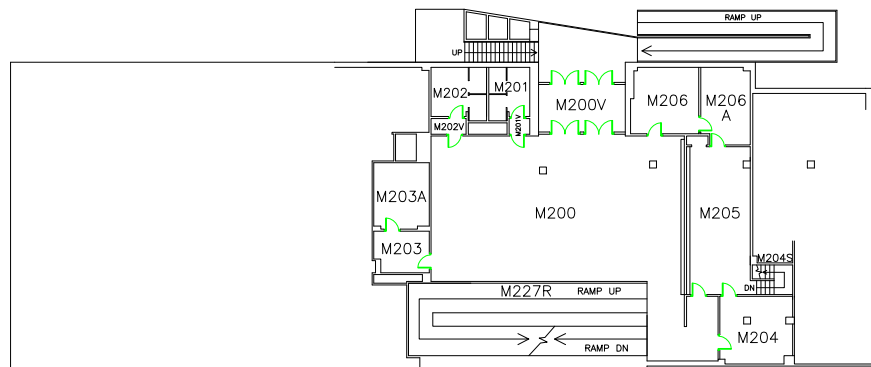 RAMP UP
UP
M202
M201
M200V
M206
M206
A
M202V
M201V
M203A
M200
M205
M203
M204S
DN
M227R
RAMP UP
M204
RAMP DN